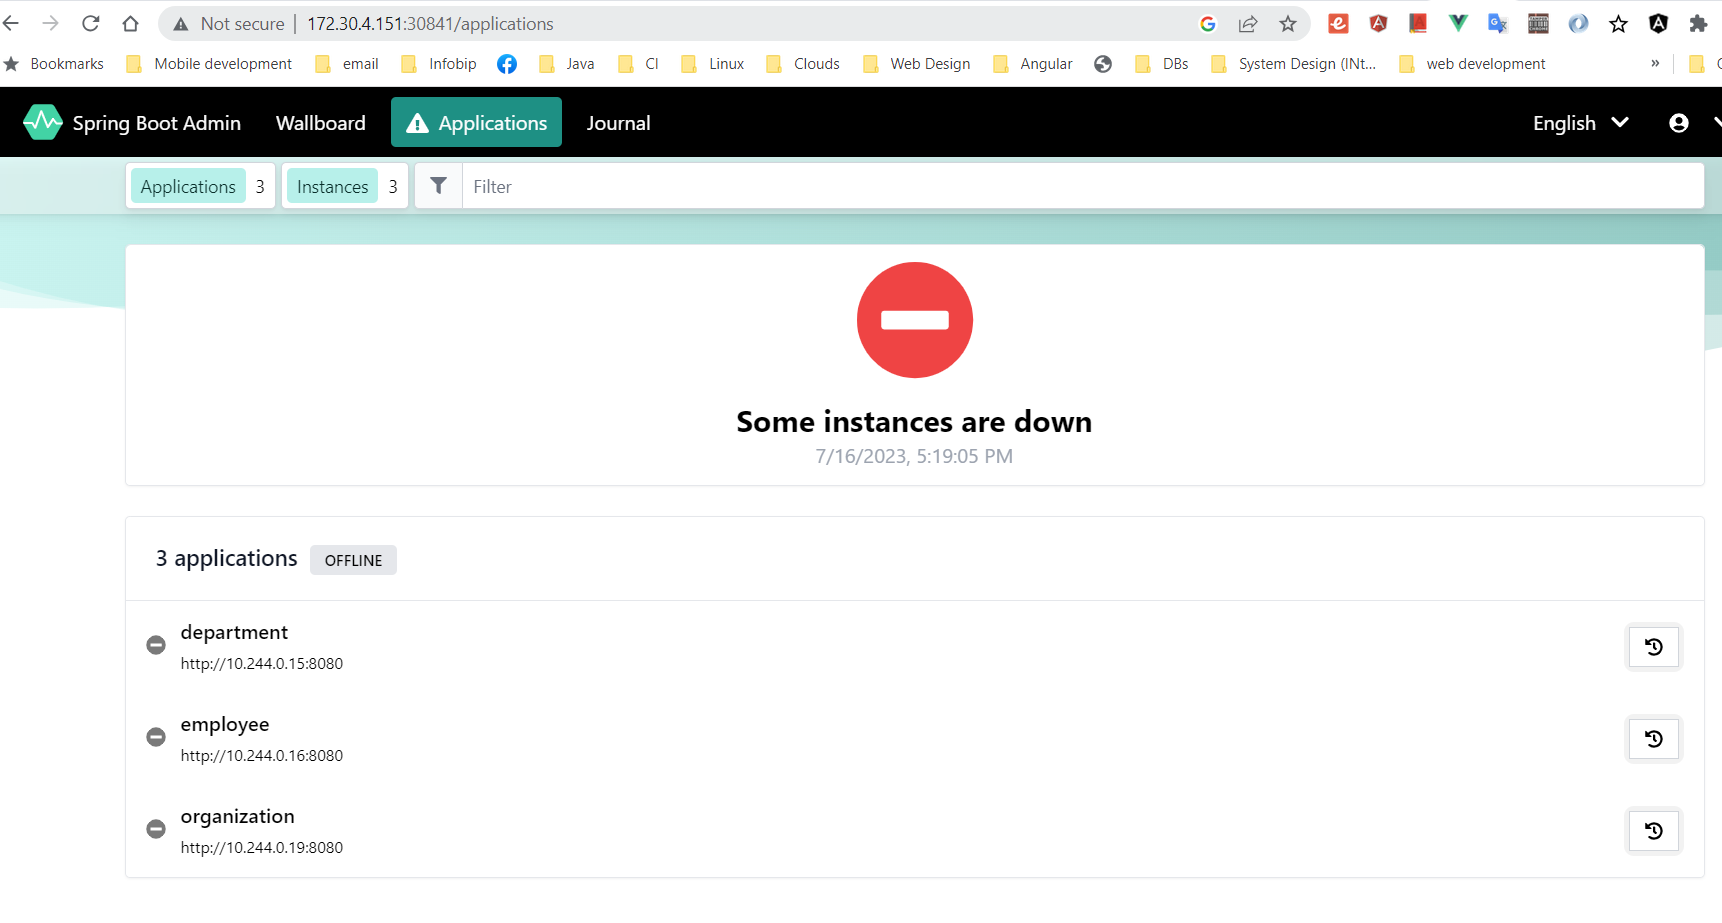 Not secure | 172.30.4.151:30841/applications
Bookmarks Mobile development email Infobip Java CI Linux Clouds Web Design Angular DBs System Design (INt... web development »
Spring Boot Admin Wallboard Applications Journal English
Applications 3 Instances 3 Filter
Some instances are down
7/16/2023, 5:19:05 PM
3 applications OFFLINE
department
http://10.244.0.15:8080
employee
http://10.244.0.16:8080
organization
http://10.244.0.19:8080